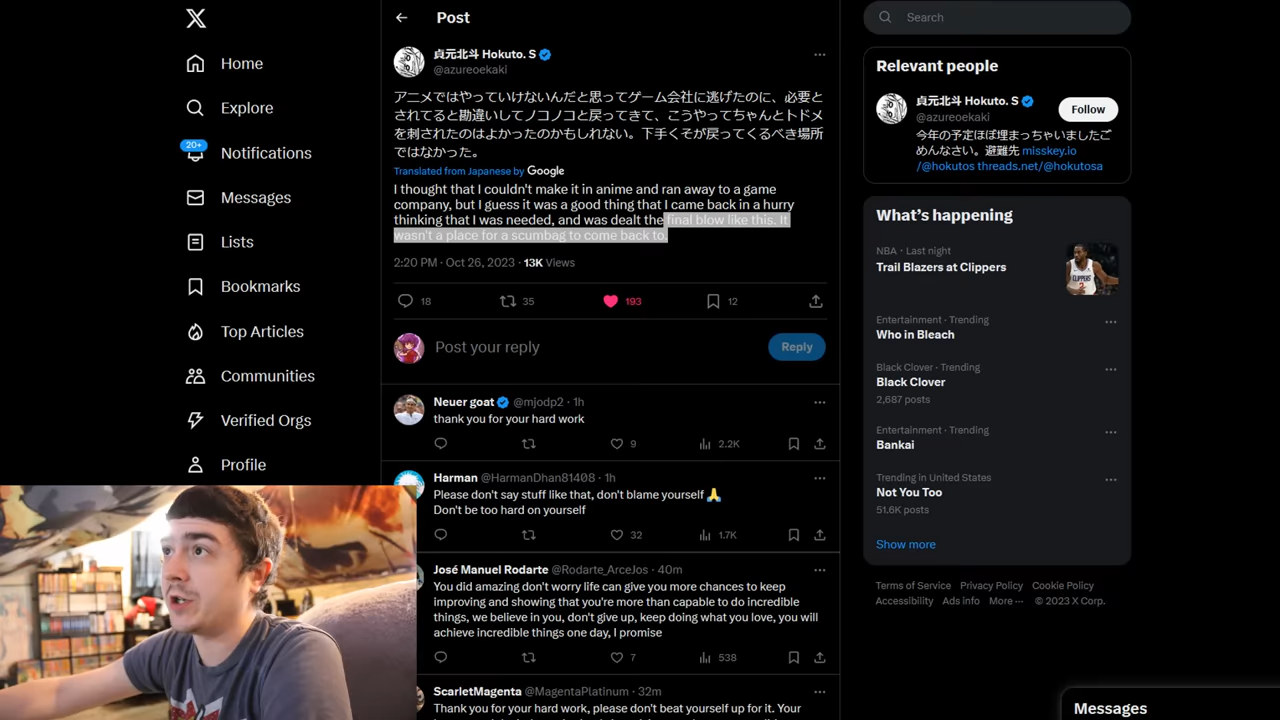 Home
Explore
20+
Notifications
Messages
Lists
Bookmarks
Top Articles
Communities
Verified Orgs
Profile
Post
貞元北斗 Hokuto. S
@azureoekaki
アニメではやっていけないんだと思ってゲーム会社に逃げたのに、必要と
されてると勘違いしてノコノコと戻ってきて、こうやってちゃんとトドメ
を刺されたのはよかったのかもしれない。下手くそが戻ってくるべき場所
ではなかった。
Translated from Japanese by Google
I thought that I couldn't make it in anime and ran away to a game
company, but I guess it was a good thing that I came back in a hurry
thinking that I was needed, and was dealt the final blow like this. It
wasn't a place for a scumbag to come back to.
2:20 PM · Oct 26, 2023 · 13K Views
18
35
193
12
Post your reply
Reply
Neuer goat @mjodp2 · 1h
thank you for your hard work
9
2.2K
Harman @HarmanDhan81408 · 1h
Please don't say stuff like that, don't blame yourself 🙏
Don't be too hard on yourself
32
1.7K
José Manuel Rodarte @Rodarte_ArceJos · 40m
You did amazing don't worry life can give you more chances to keep
improving and showing that you're more than capable to do incredible
things, we believe in you, don't give up, keep doing what you love, you will
achieve incredible things one day, I promise
7
538
ScarletMagenta @MagentaPlatinum · 32m
Thank you for your hard work, please don't beat yourself up for it. Your
Search
Relevant people
貞元北斗 Hokuto. S
@azureoekaki
Follow
今年の予定ほぼ埋まっちゃいましたご
めんなさい。避難先 misskey.io
/@hokutos threads.net/@hokutosa
What's happening
NBA · Last night
Trail Blazers at Clippers
Entertainment · Trending
Who in Bleach
Black Clover · Trending
Black Clover
2,687 posts
Entertainment · Trending
Bankai
Trending in United States
Not You Too
51.6K posts
Show more
Terms of Service Privacy Policy Cookie Policy
Accessibility Ads info More ··· © 2023 X Corp.
Messages